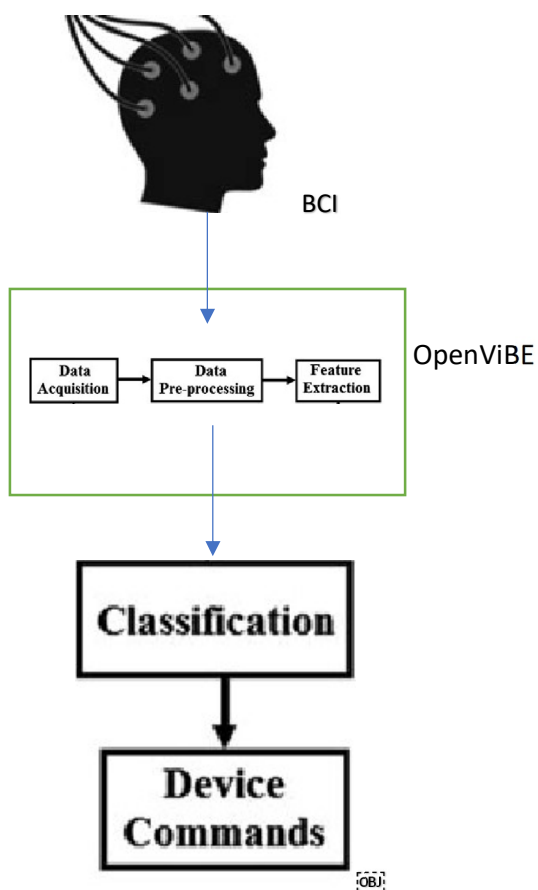 BCI
OpenViBE
Data
Acquisition
Data
Pre-processing
Feature
Extraction
Classification
Device
Commands
OBJ